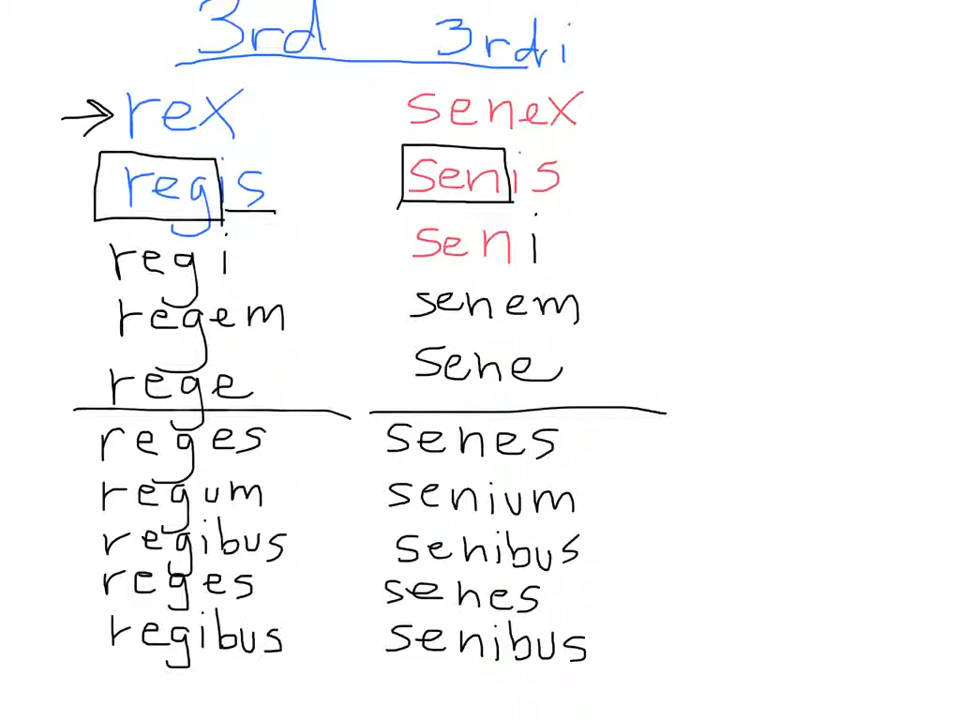 3rd 3rd i
rex senex
regis senis
regi seni
regem senem
rege sene
reges senes
regum senium
regibus senibus
reges senes
regibus senibus